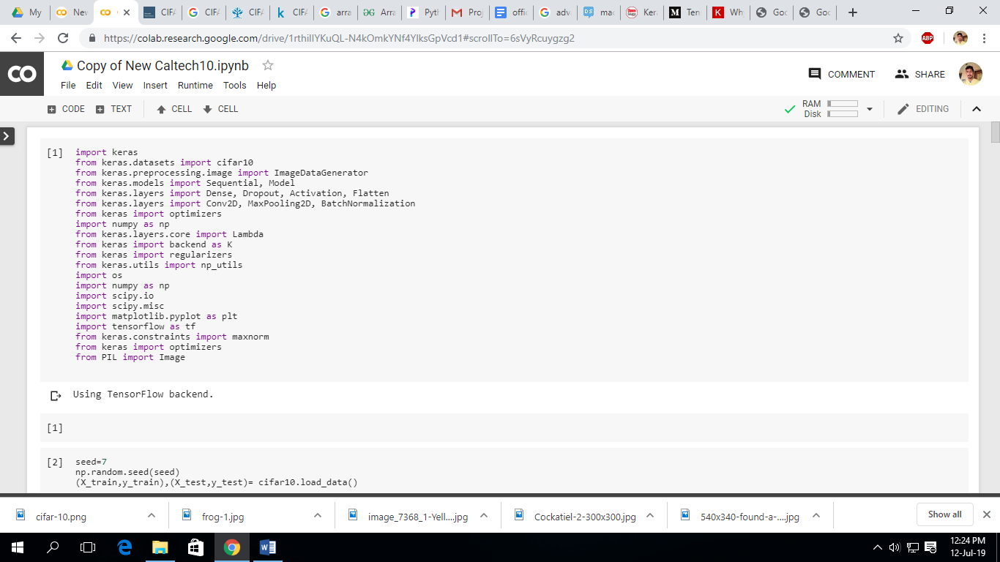 My
New
CIFA
CIFA
CIFA
CIFA
arra
Arra
Pyth
Proj
offic
adva
mac
Kera
Ten
Why
Goo
Goo
https://colab.research.google.com/drive/1rthiIlYKuQL-N4kOmkYNf4YlksGpVcd1#scrollTo=6sVyRcuygzg2
ABP
CO
Copy of New Caltech10.ipynb
COMMENT
SHARE
File Edit View Insert Runtime Tools Help
CODE TEXT CELL CELL
RAM
Disk
EDITING
[1] import keras
from keras.datasets import cifar10
from keras.preprocessing.image import ImageDataGenerator
from keras.models import Sequential, Model
from keras.layers import Dense, Dropout, Activation, Flatten
from keras.layers import Conv2D, MaxPooling2D, BatchNormalization
from keras import optimizers
import numpy as np
from keras.layers.core import Lambda
from keras import backend as K
from keras import regularizers
from keras.utils import np_utils
import os
import numpy as np
import scipy.io
import scipy.misc
import matplotlib.pyplot as plt
import tensorflow as tf
from keras.constraints import maxnorm
from keras import optimizers
from PIL import Image
Using TensorFlow backend.
[1]
[2] seed=7
np.random.seed(seed)
(X_train,y_train),(X_test,y_test)= cifar10.load_data()
cifar-10.png
frog-1.jpg
image_7368_1-Yell....jpg
Cockatiel-2-300x300.jpg
540x340-found-a-....jpg
Show all
12:24 PM
12-Jul-19